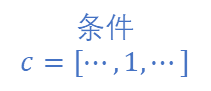 条件
c = [⋯, 1, ⋯]